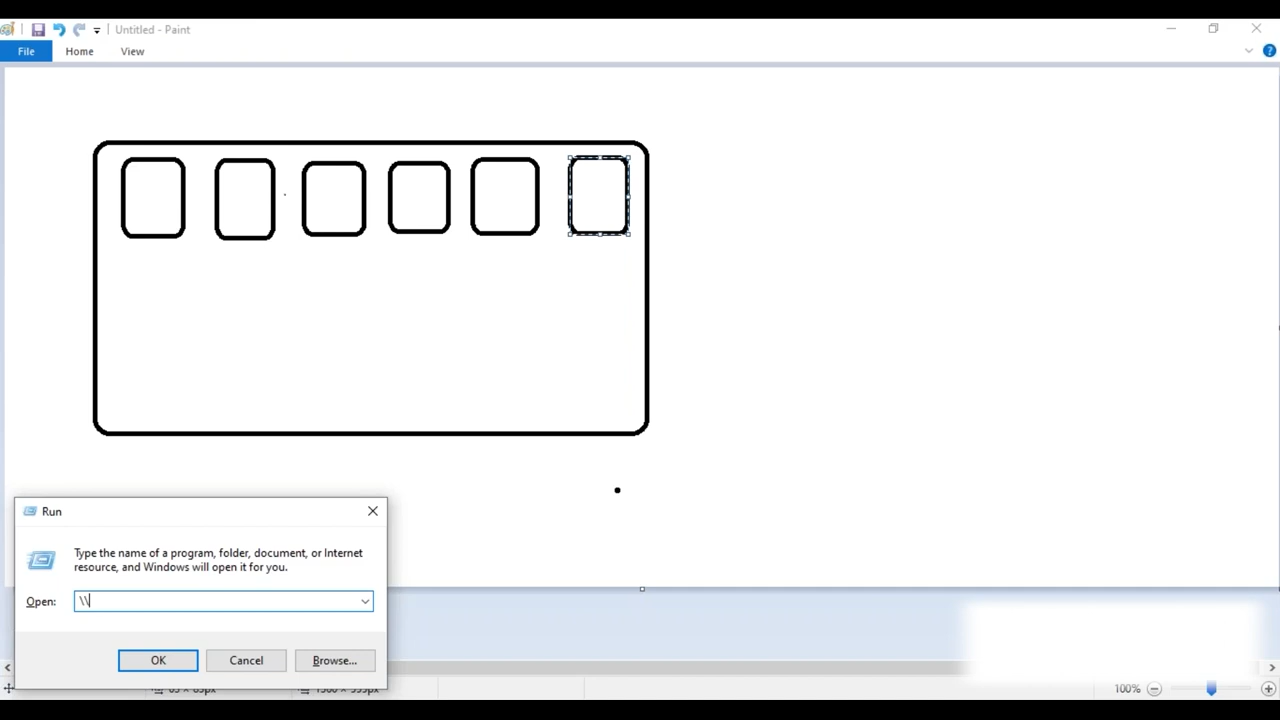 Untitled - Paint
File Home View
Run
Type the name of a program, folder, document, or Internet
resource, and Windows will open it for you.
Open: \\
OK Cancel Browse...
100%